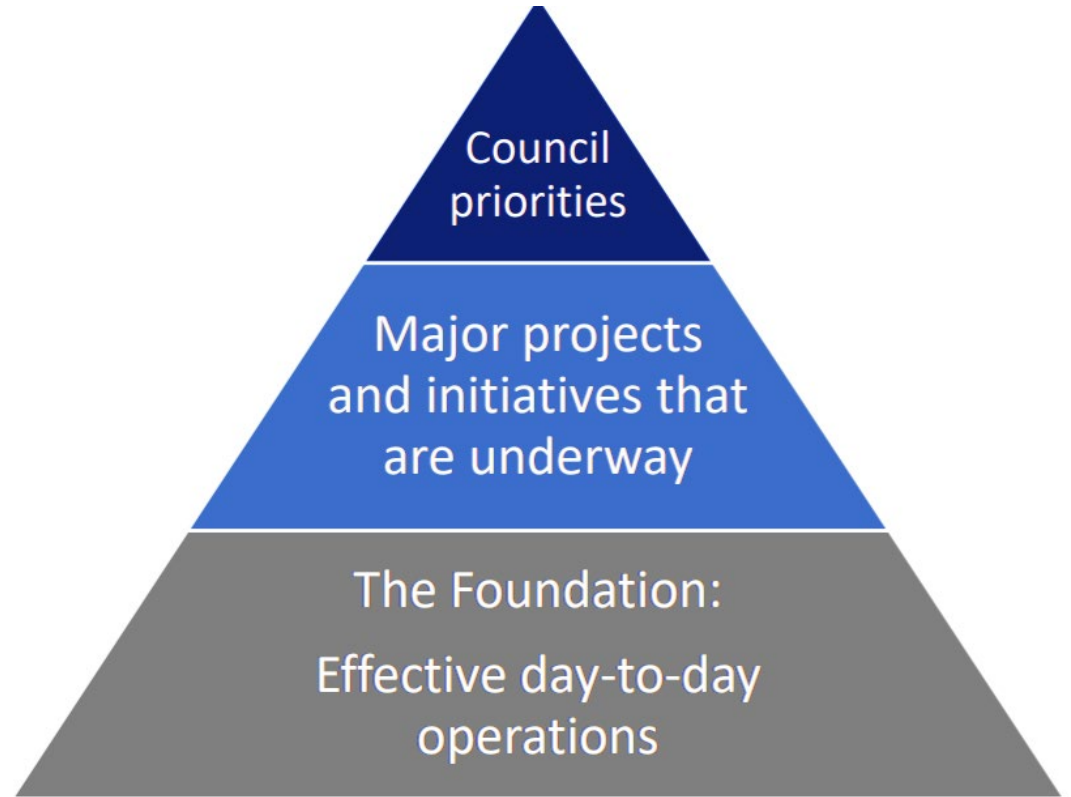 Council
priorities
Major projects
and initiatives that
are underway
The Foundation:
Effective day-to-day
operations